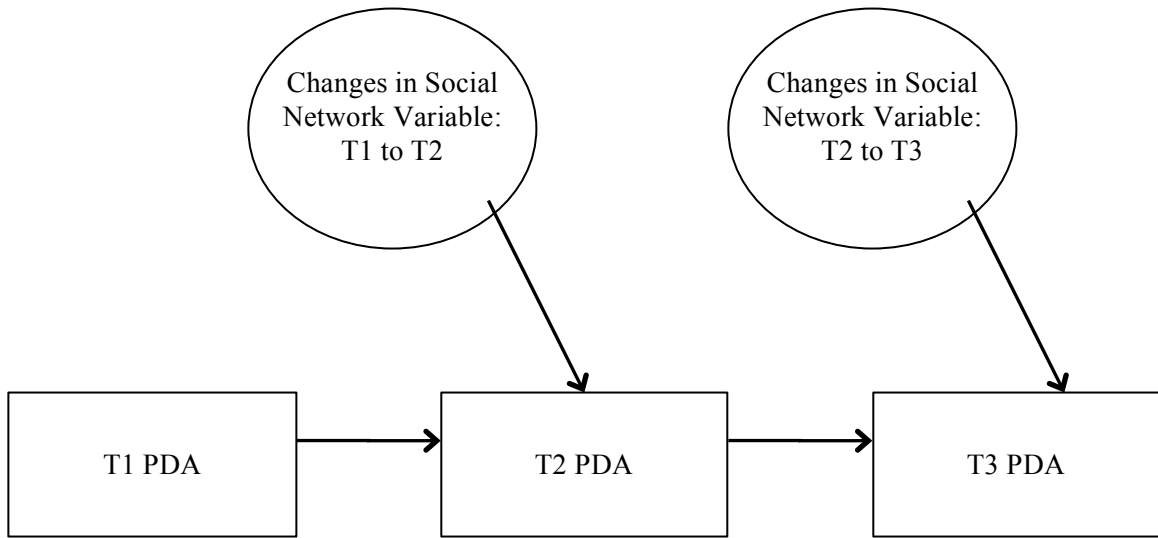 Changes in Social
Network Variable:
T1 to T2
Changes in Social
Network Variable:
T2 to T3
T1 PDA
T2 PDA
T3 PDA